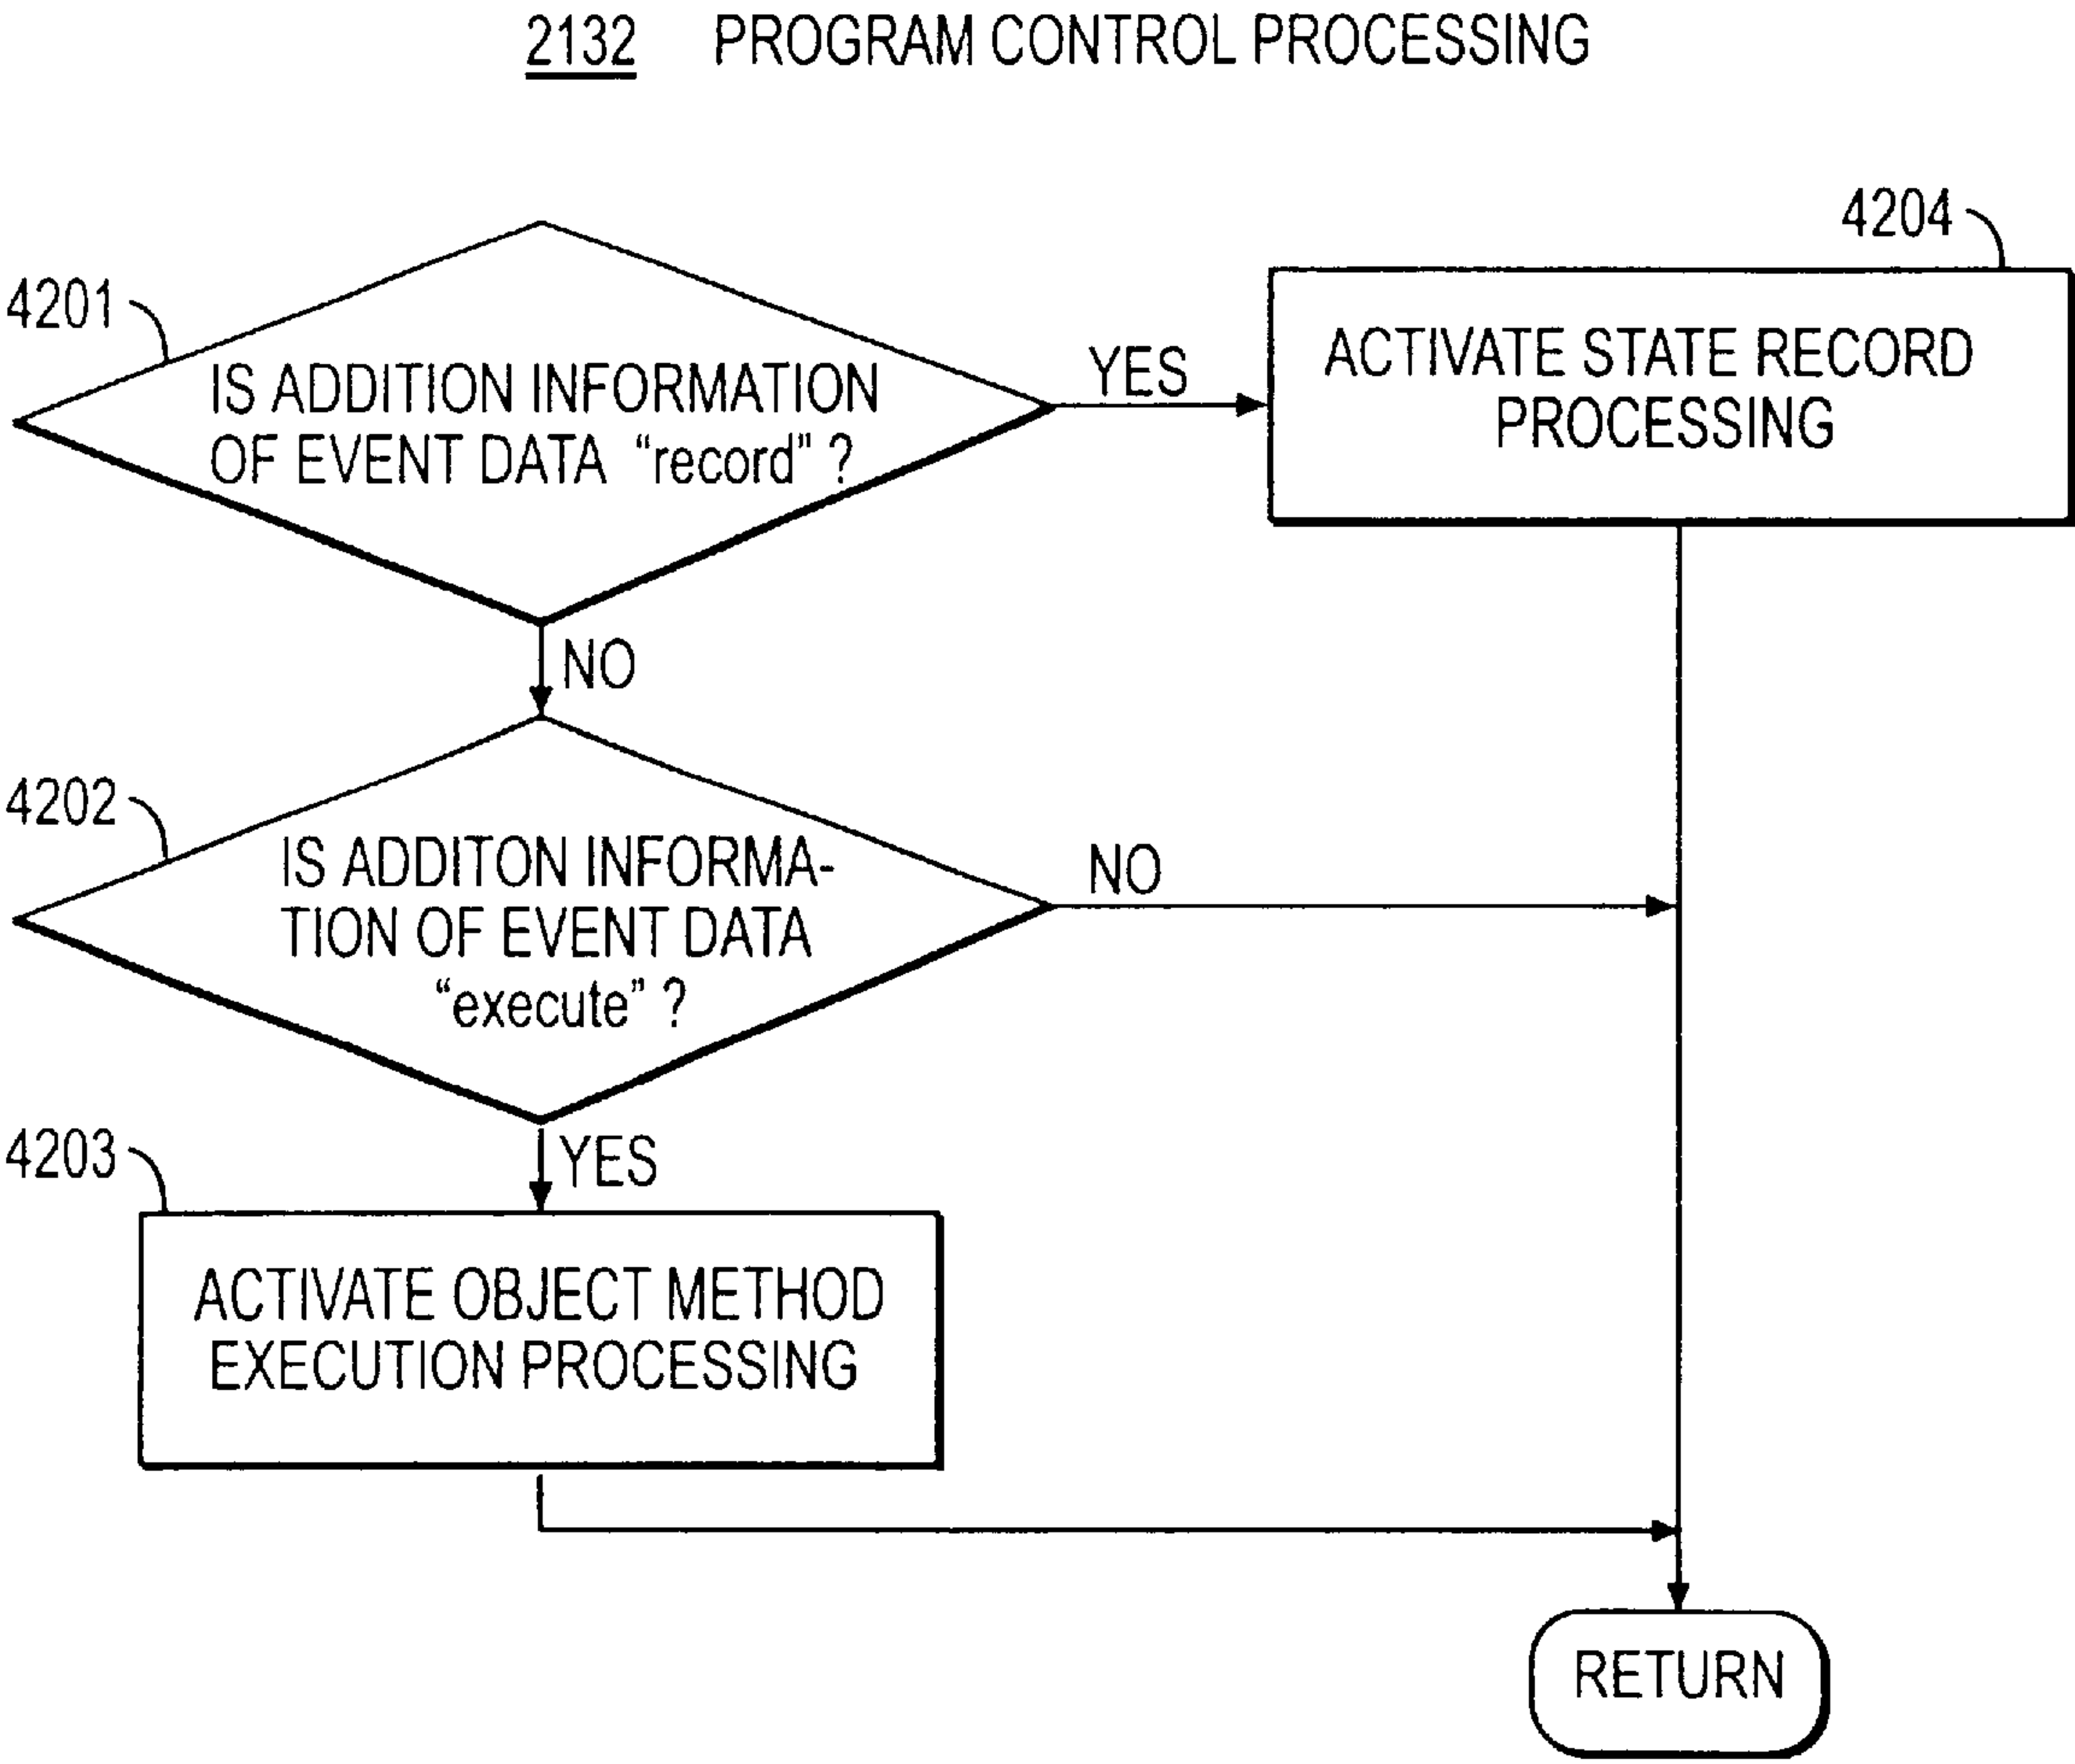 2132 PROGRAM CONTROL PROCESSING
4204
4201
IS ADDITION INFORMATION
OF EVENT DATA “record” ?
YES
ACTIVATE STATE RECORD
PROCESSING
NO
4202
IS ADDITON INFORMA-
TION OF EVENT DATA
“execute” ?
NO
YES
4203
ACTIVATE OBJECT METHOD
EXECUTION PROCESSING
RETURN